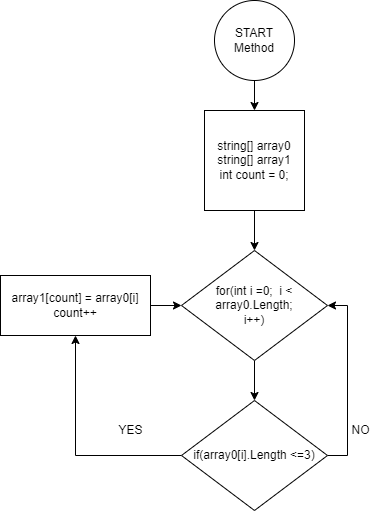 START
Method
string[] array0
string[] array1
int count = 0;
for(int i =0;  i <
array0.Length;
i++)
array1[count] = array0[i]
count++
YES
NO
if(array0[i].Length <=3)